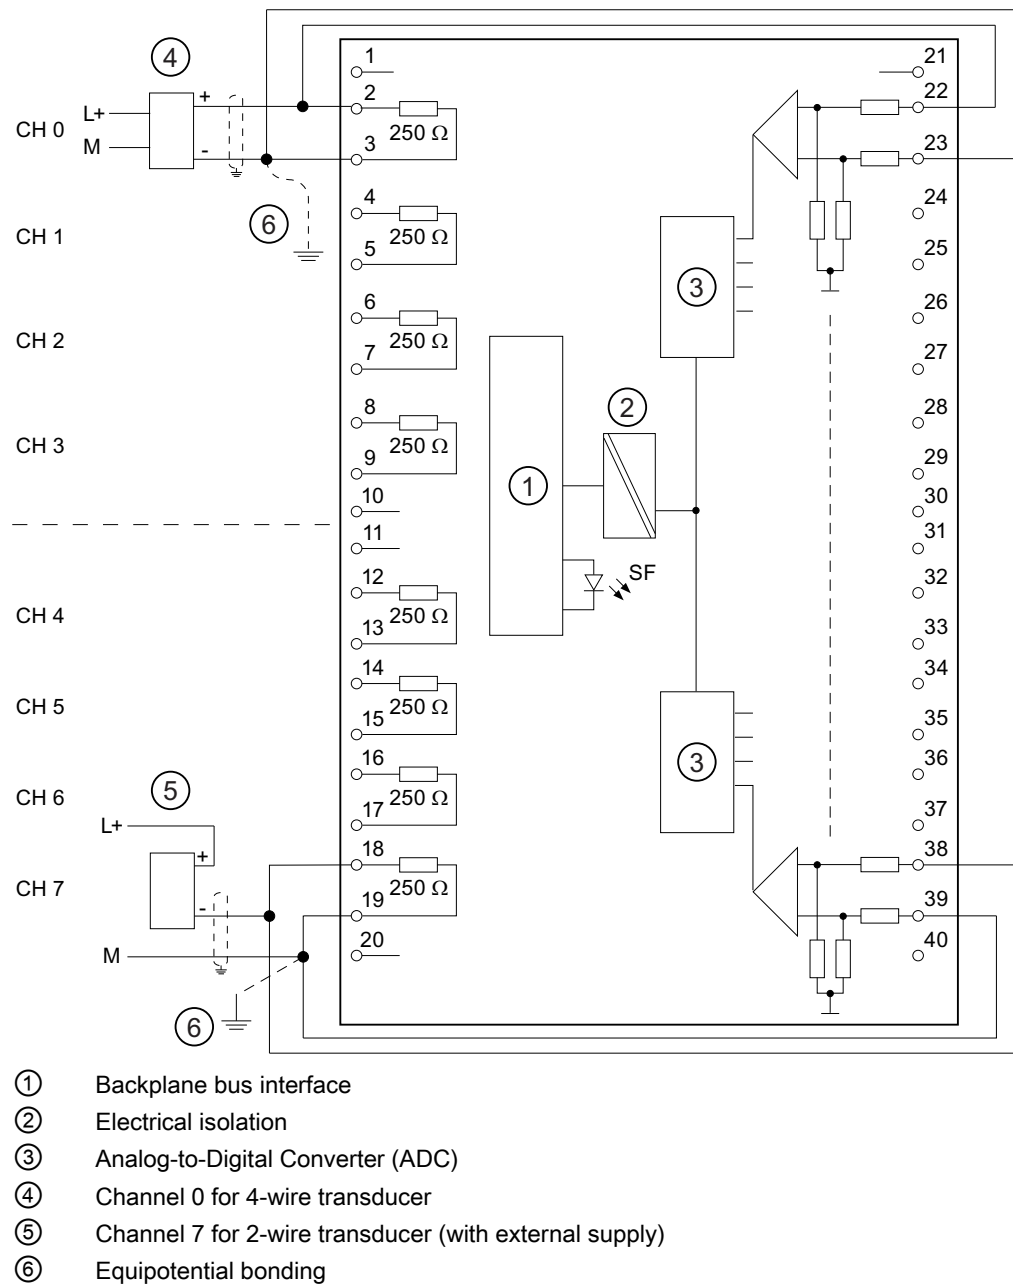 1
21
④
+
2
22
L+
CH 0
250 Ω
M
-
3
23
4
24
⑥
CH 1
250 Ω
5
25
③
6
26
CH 2
250 Ω
7
27
8
②
28
CH 3
250 Ω
9
29
①
10
30
11
31
12
SF
32
CH 4
250 Ω
13
33
14
34
CH 5
250 Ω
15
35
16
36
③
⑤
CH 6
250 Ω
17
37
L+
18
38
+
CH 7
250 Ω
19
39
-
20
40
M
⑥
① Backplane bus interface
② Electrical isolation
③ Analog-to-Digital Converter (ADC)
④ Channel 0 for 4-wire transducer
⑤ Channel 7 for 2-wire transducer (with external supply)
⑥ Equipotential bonding